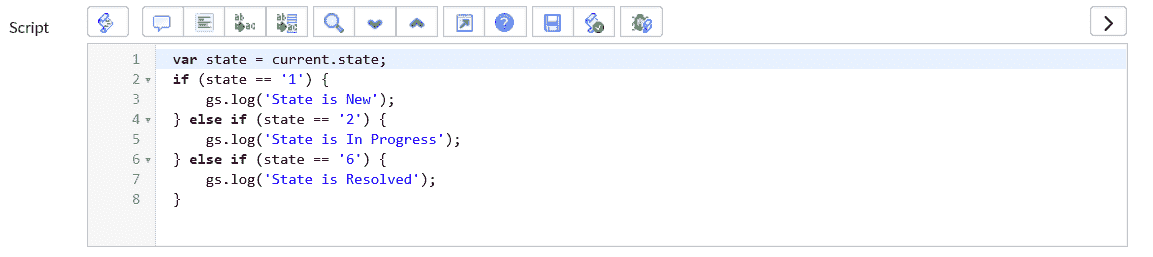 Script
1 var state = current.state;
2 if (state == '1') {
3 gs.log('State is New');
4 } else if (state == '2') {
5 gs.log('State is In Progress');
6 } else if (state == '6') {
7 gs.log('State is Resolved');
8 }